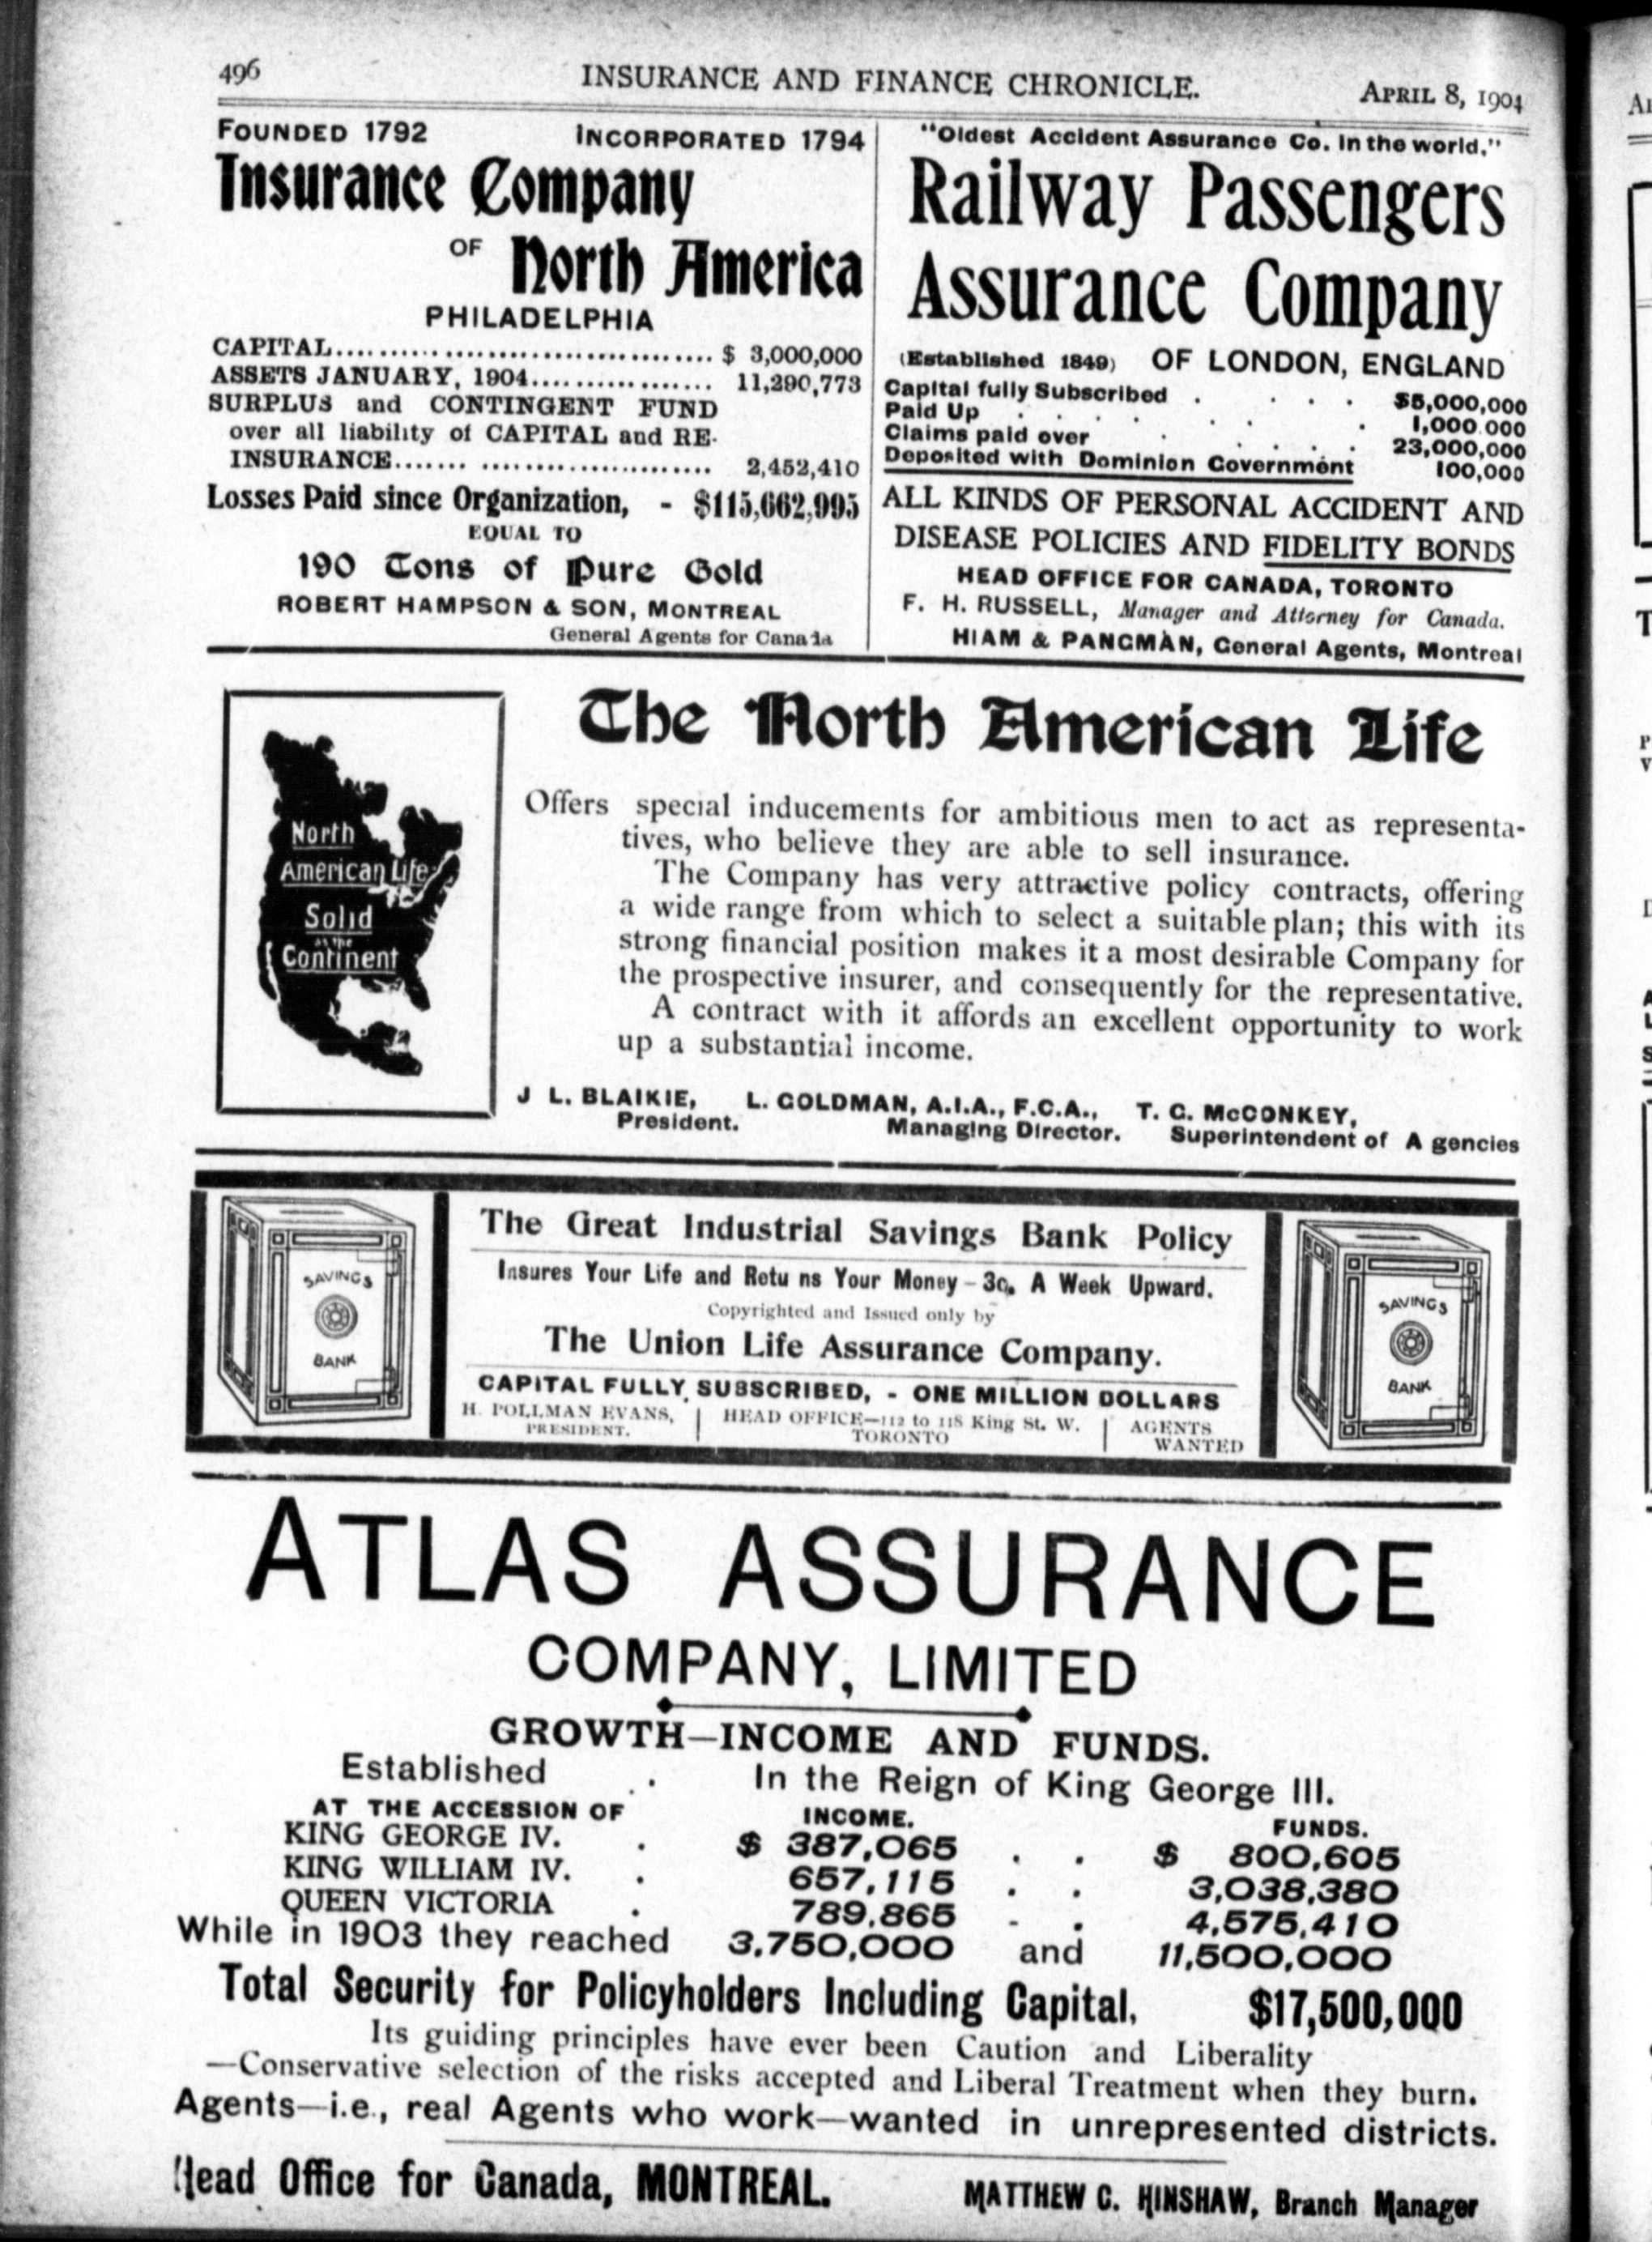 496
INSURANCE AND FINANCE CHRONICLE.
APRIL 8, 1904
FOUNDED 1792 INCORPORATED 1794
Insurance Company
OF North America
PHILADELPHIA
CAPITAL........................................ $ 3,000,000
ASSETS JANUARY, 1904................. 11,290,773
SURPLUS and CONTINGENT FUND
over all liability of CAPITAL and RE-
INSURANCE....... ...................... 2,452,410
Losses Paid since Organization, - $115,662,995
EQUAL TO
190 Tons of Pure Gold
ROBERT HAMPSON & SON, MONTREAL
General Agents for Canada
"Oldest Accident Assurance Co. in the world,"
Railway Passengers
Assurance Company
(Established 1849) OF LONDON, ENGLAND
Capital fully Subscribed . . . . $5,000,000
Paid Up . . . . . . 1,000.000
Claims paid over . . . . . 23,000,000
Deposited with Dominion Government 100,000
ALL KINDS OF PERSONAL ACCIDENT AND
DISEASE POLICIES AND FIDELITY BONDS
HEAD OFFICE FOR CANADA, TORONTO
F. H. RUSSELL, Manager and Attorney for Canada.
HIAM & PANGMAN, General Agents, Montreal
North
American Life
Solid
as the
Continent
The North American Life
Offers special inducements for ambitious men to act as representa-
tives, who believe they are able to sell insurance.
The Company has very attractive policy contracts, offering
a wide range from which to select a suitable plan; this with its
strong financial position makes it a most desirable Company for
the prospective insurer, and consequently for the representative.
A contract with it affords an excellent opportunity to work
up a substantial income.
J L. BLAIKIE, L. GOLDMAN, A.I.A., F.C.A., T. G. McCONKEY,
President. Managing Director. Superintendent of A gencies
SAVINGS
BANK
The Great Industrial Savings Bank Policy
Insures Your Life and Retu ns Your Money – 3c. A Week Upward.
Copyrighted and Issued only by
The Union Life Assurance Company.
CAPITAL FULLY SUBSCRIBED, - ONE MILLION DOLLARS
H. POLLMAN EVANS, | HEAD OFFICE—112 to 118 King St. W. | AGENTS
PRESIDENT. TORONTO WANTED
SAVINGS
BANK
ATLAS ASSURANCE
COMPANY, LIMITED
GROWTH—INCOME AND FUNDS.
Established . In the Reign of King George III.
AT THE ACCESSION OF INCOME. FUNDS.
KING GEORGE IV. . $ 387,065 . . $ 800,605
KING WILLIAM IV. . 657,115 . . 3,038,380
QUEEN VICTORIA . 789,865 - . 4,575,410
While in 1903 they reached 3,750,000 and 11,500,000
Total Security for Policyholders Including Capital, $17,500,000
Its guiding principles have ever been Caution and Liberality
—Conservative selection of the risks accepted and Liberal Treatment when they burn.
Agents—i.e., real Agents who work—wanted in unrepresented districts.
Head Office for Canada, MONTREAL. MATTHEW C. HINSHAW, Branch Manager